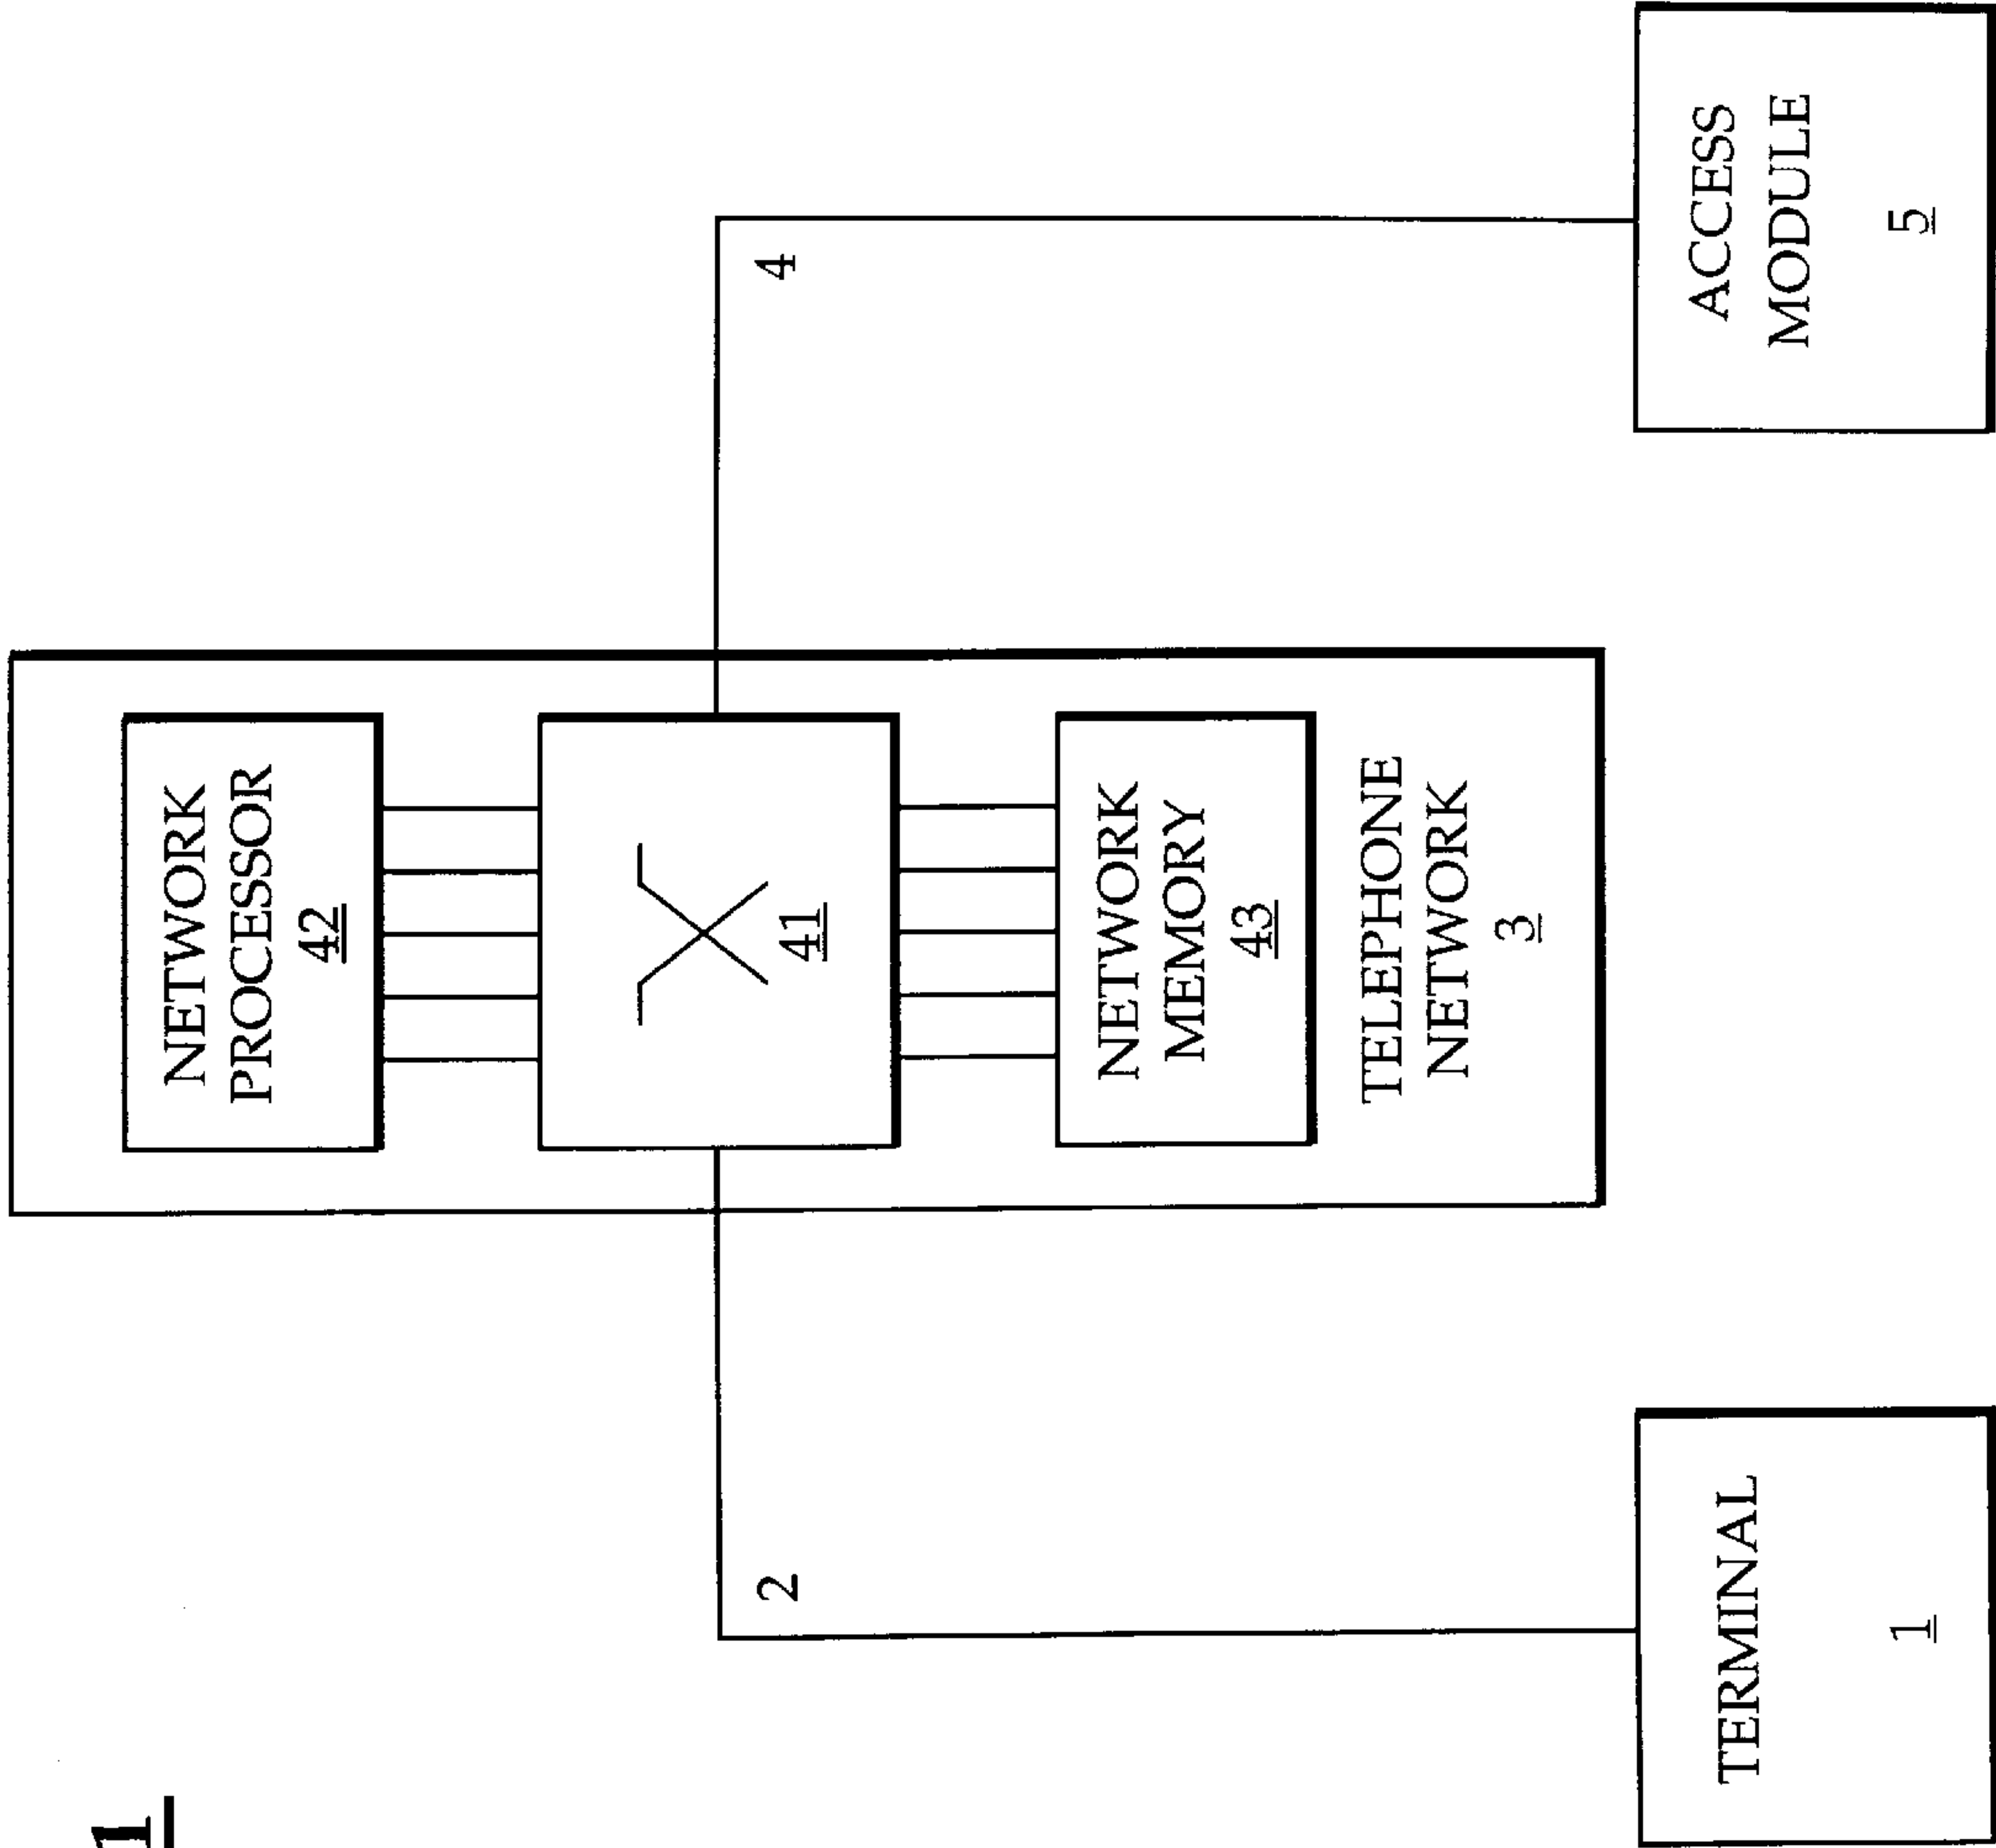 1
NETWORK
PROCESSOR
42
41
NETWORK
MEMORY
43
TELEPHONE
NETWORK
3
2
4
TERMINAL
1
ACCESS
MODULE
5